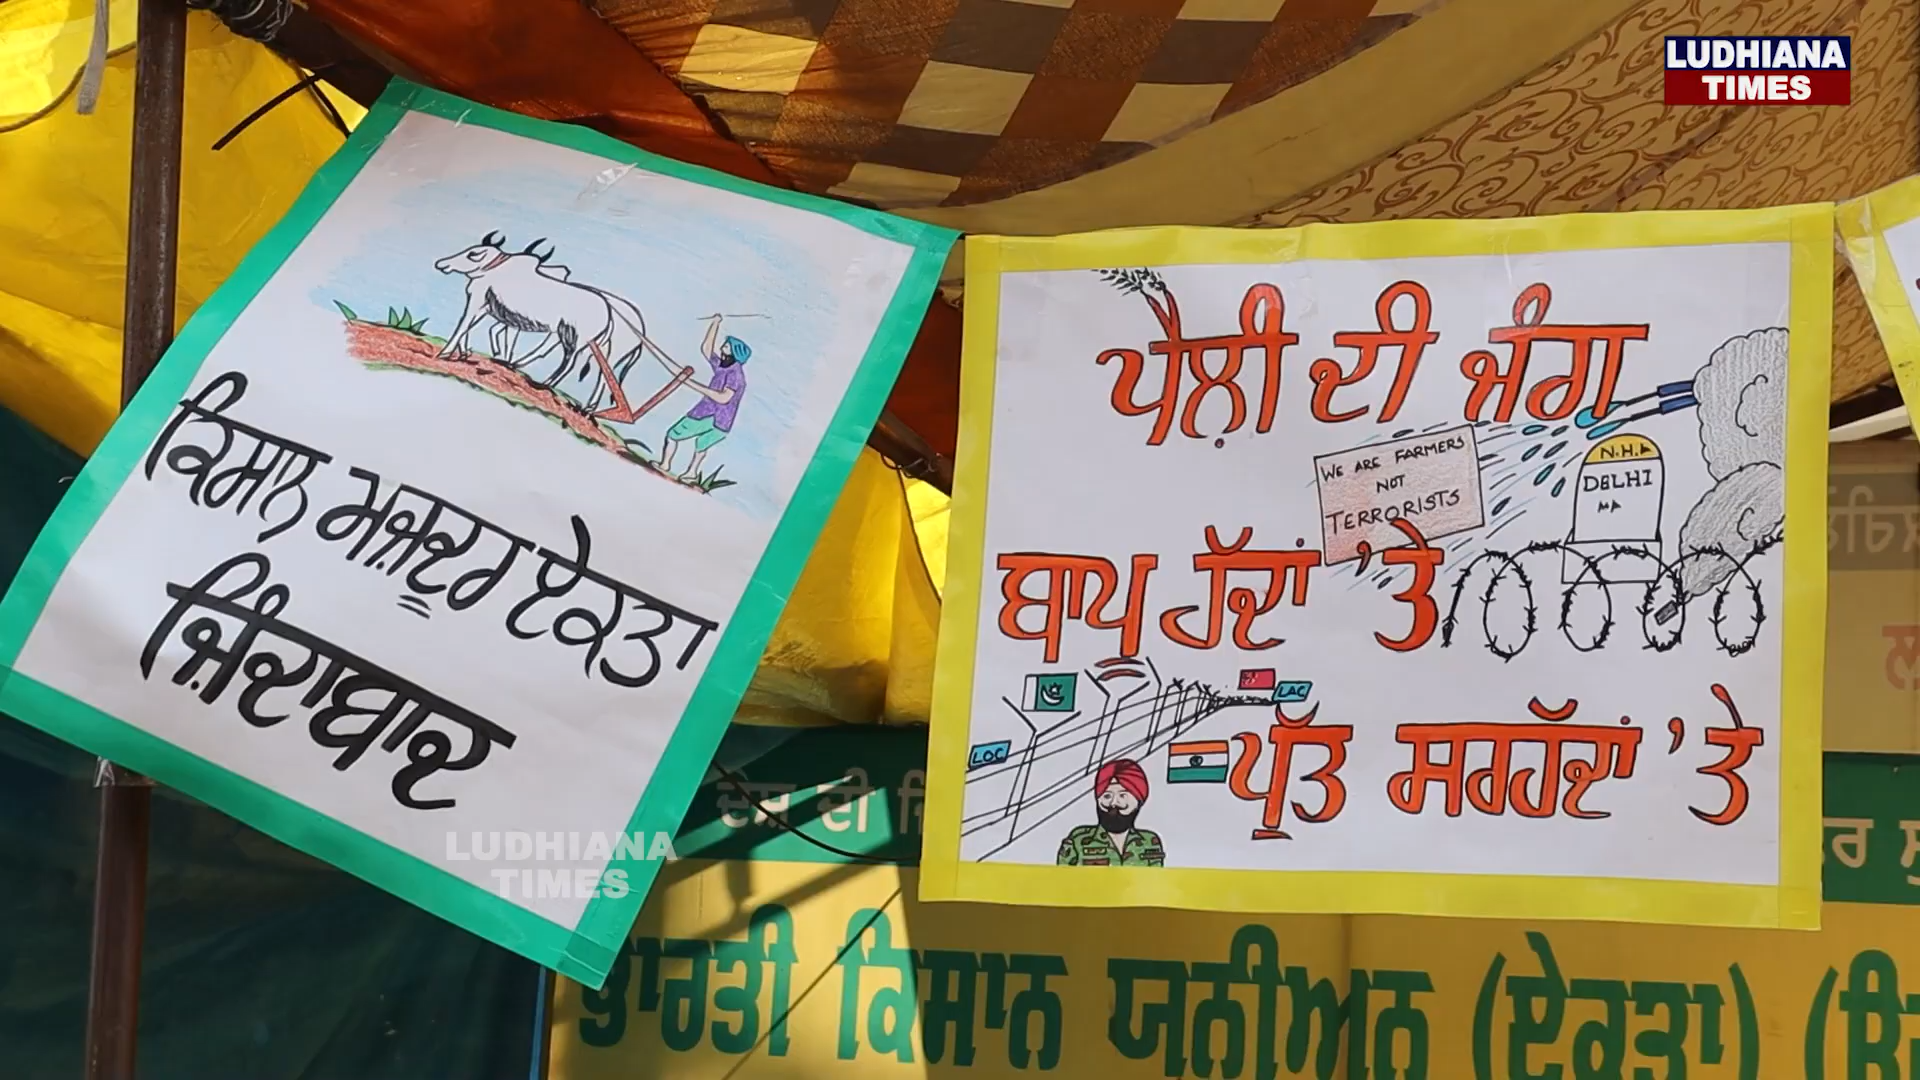 LUDHIANA
TIMES
ਕਿਸਾਨ ਮਜ਼ਦੂਰ ਏਕਤਾ
ਜ਼ਿੰਦਾਬਾਦ
ਪੈਲ਼ੀ ਦੀ ਜੰਗ
WE ARE FARMERS
NOT
TERRORISTS
N.H.
DELHI
ਬਾਪੂ ਹੱਦਾਂ 'ਤੇ
LAC
LOC
ਪੁੱਤ ਸਰਹੱਦਾਂ 'ਤੇ
LUDHIANA
TIMES
ਦੇਸ਼ ਦੀ
ਭਾਰਤੀ ਕਿਸਾਨ ਯੂਨੀਅਨ (ਏਕਤਾ)